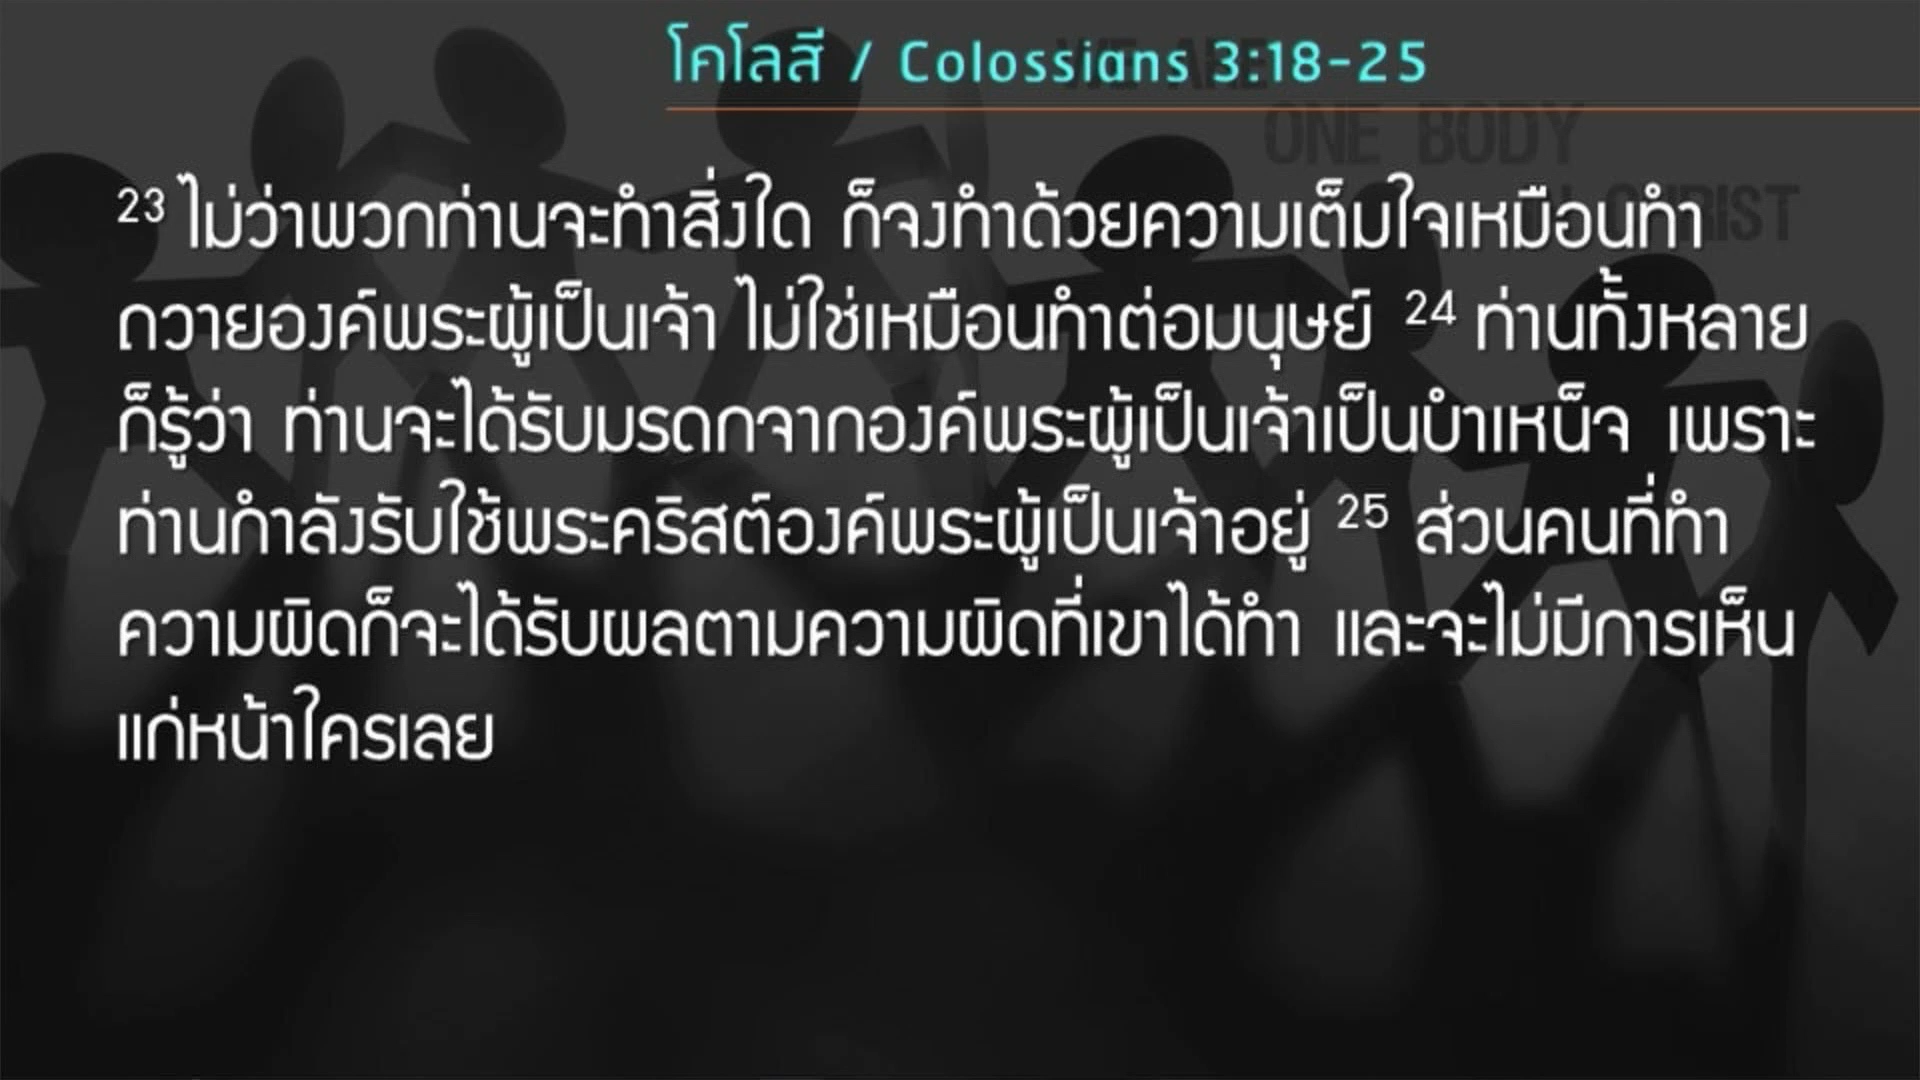 โคโลสี / Colossians 3:18-25
WE ARE
ONE BODY
IN CHRIST
23 ไม่ว่าพวกท่านจะทำสิ่งใด ก็จงทำด้วยความเต็มใจเหมือนทำ
ถวายองค์พระผู้เป็นเจ้า ไม่ใช่เหมือนทำต่อมนุษย์ 24 ท่านทั้งหลาย
ก็รู้ว่า ท่านจะได้รับมรดกจากองค์พระผู้เป็นเจ้าเป็นบำเหน็จ เพราะ
ท่านกำลังรับใช้พระคริสต์องค์พระผู้เป็นเจ้าอยู่ 25 ส่วนคนที่ทำ
ความผิดก็จะได้รับผลตามความผิดที่เขาได้ทำ และจะไม่มีการเห็น
แก่หน้าใครเลย